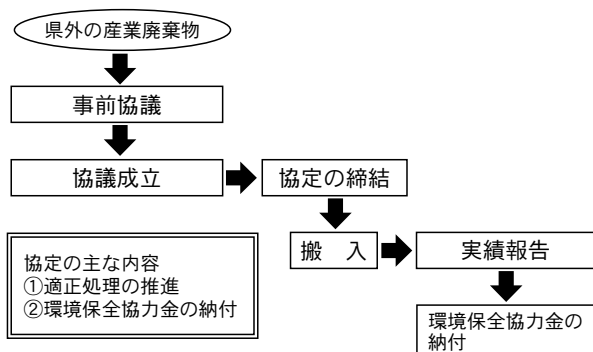 県外の産業廃棄物
事前協議
協議成立
協定の締結
搬　入
実績報告
協定の主な内容
①適正処理の推進
②環境保全協力金の納付
環境保全協力金の
納付